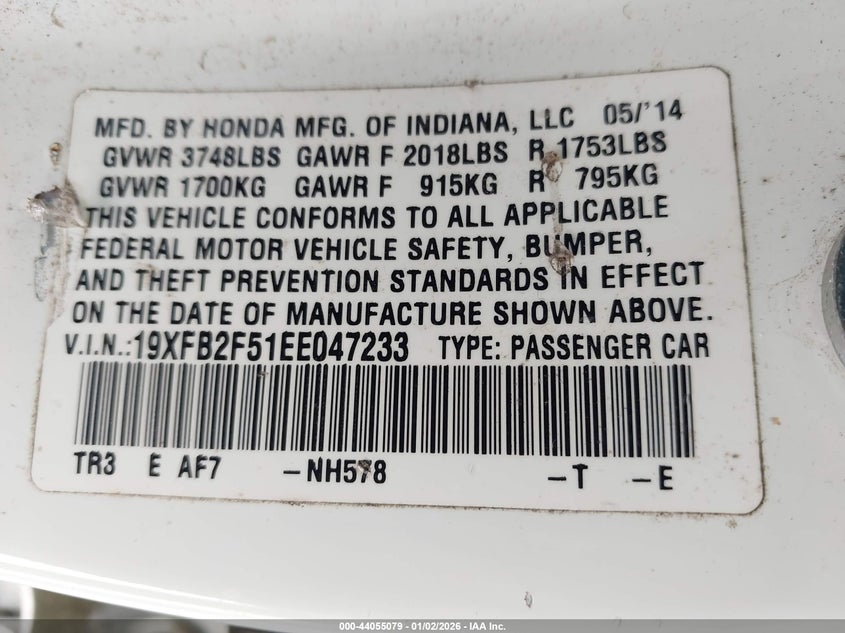 MFD. BY HONDA MFG. OF INDIANA, LLC 05/'14
GVWR 3748LBS GAWR F 2018LBS R 1753LBS
GVWR 1700KG GAWR F 915KG R 795KG
THIS VEHICLE CONFORMS TO ALL APPLICABLE
FEDERAL MOTOR VEHICLE SAFETY, BUMPER,
AND THEFT PREVENTION STANDARDS IN EFFECT
ON THE DATE OF MANUFACTURE SHOWN ABOVE.
V.I.N.:19XFB2F51EE047233 TYPE: PASSENGER CAR
TR3 E AF7 -NH578 -T -E
000-44055079 - 01/02/2026 - IAA Inc.